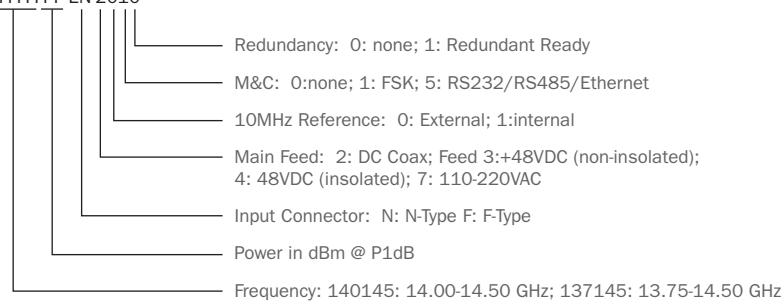 Redundancy: 0: none; 1: Redundant Ready
M&C: 0:none; 1: FSK; 5: RS232/RS485/Ethernet
10MHz Reference: 0: External; 1:internal
Main Feed: 2: DC Coax; Feed 3:+48VDC (non-insolated);
4: 48VDC (insolated); 7: 110-220VAC
Input Connector: N: N-Type F: F-Type
Power in dBm @ P1dB
Frequency: 140145: 14.00-14.50 GHz; 137145: 13.75-14.50 GHz